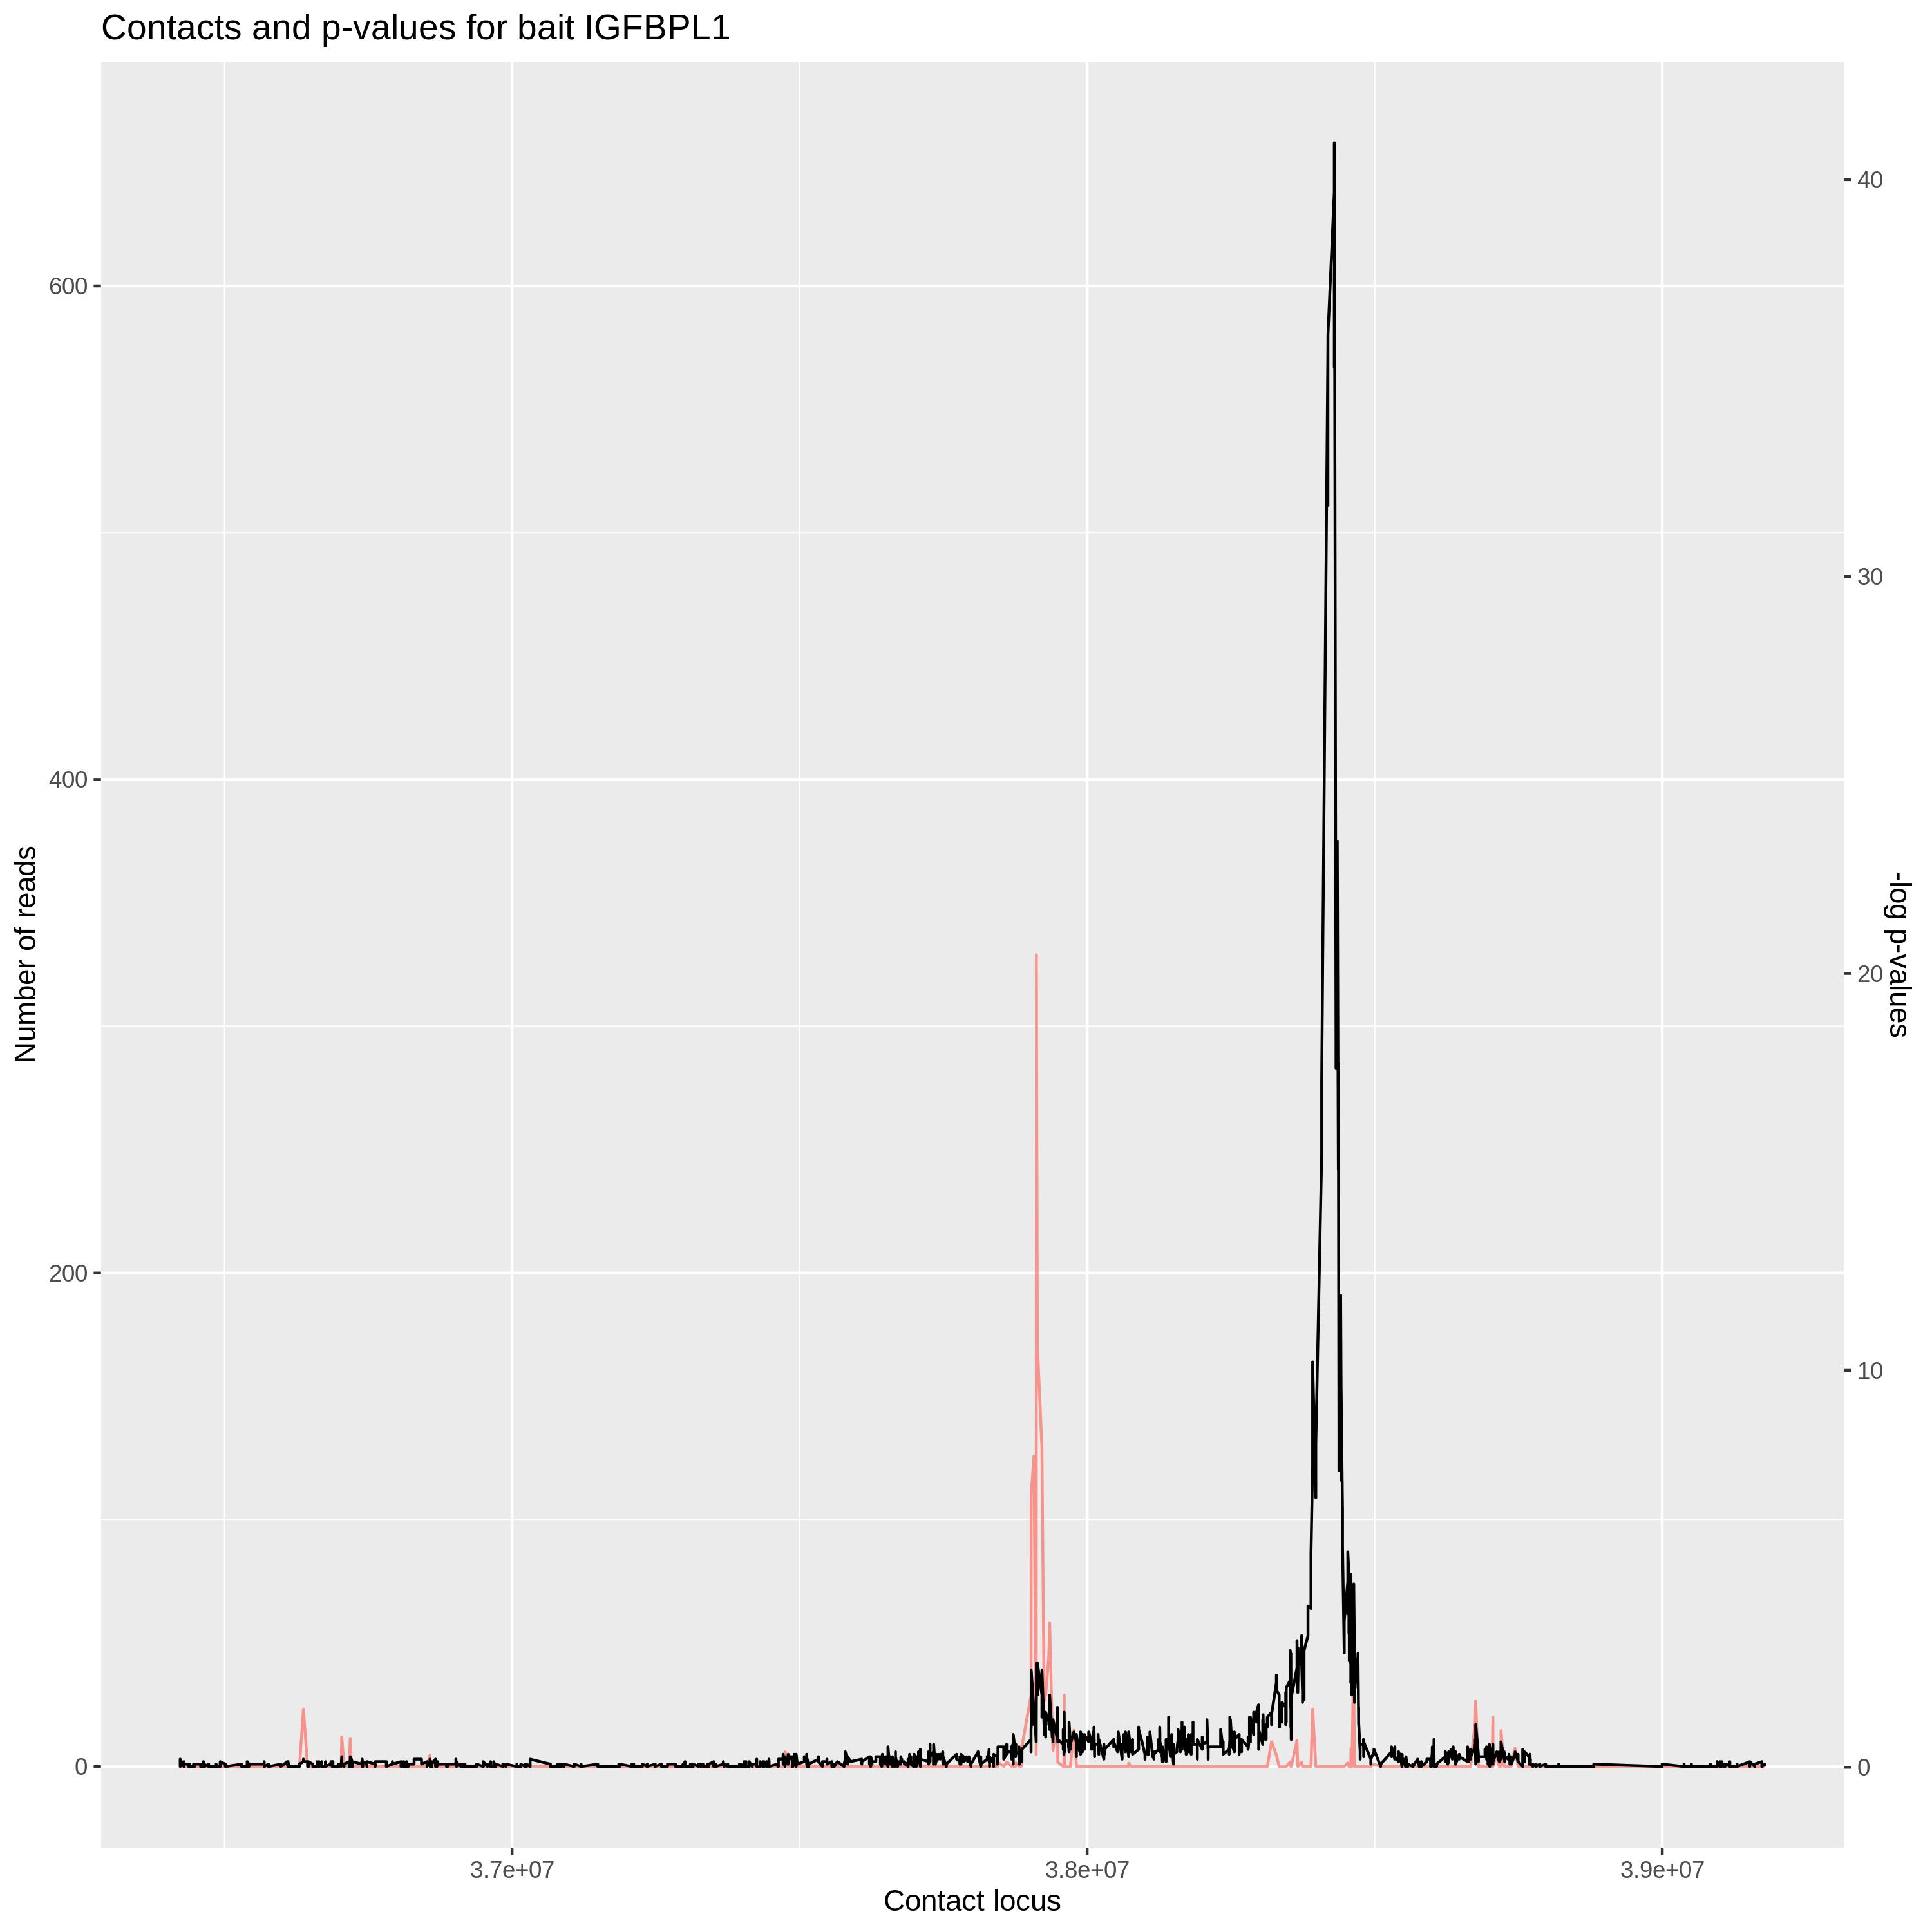 Contacts and p-values for bait IGFBPL1
Number of reads
600
400
200
0
40
30
20
10
0
-log p-values
3.7e+07
3.8e+07
3.9e+07
Contact locus